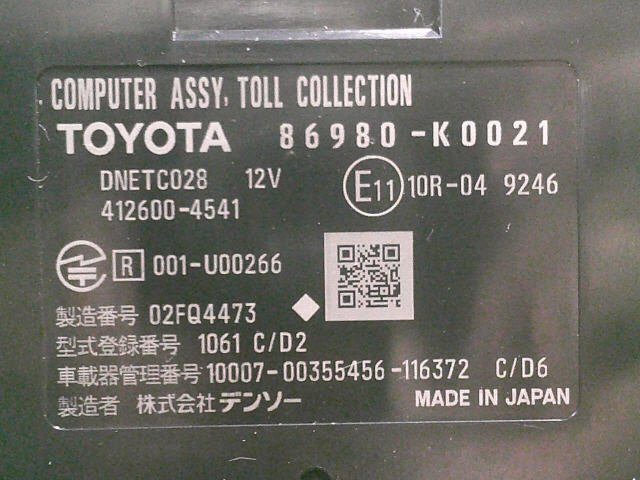 COMPUTER ASSY, TOLL COLLECTION
TOYOTA 86980-K0021
DNETC028 12V
E11 10R-04 9246
412600-4541
R 001-U00266
製造番号 02FQ4473
型式登録番号 1061 C/D2
車載器管理番号 10007-00355456-116372 C/D6
製造者 株式会社 デンソー MADE IN JAPAN